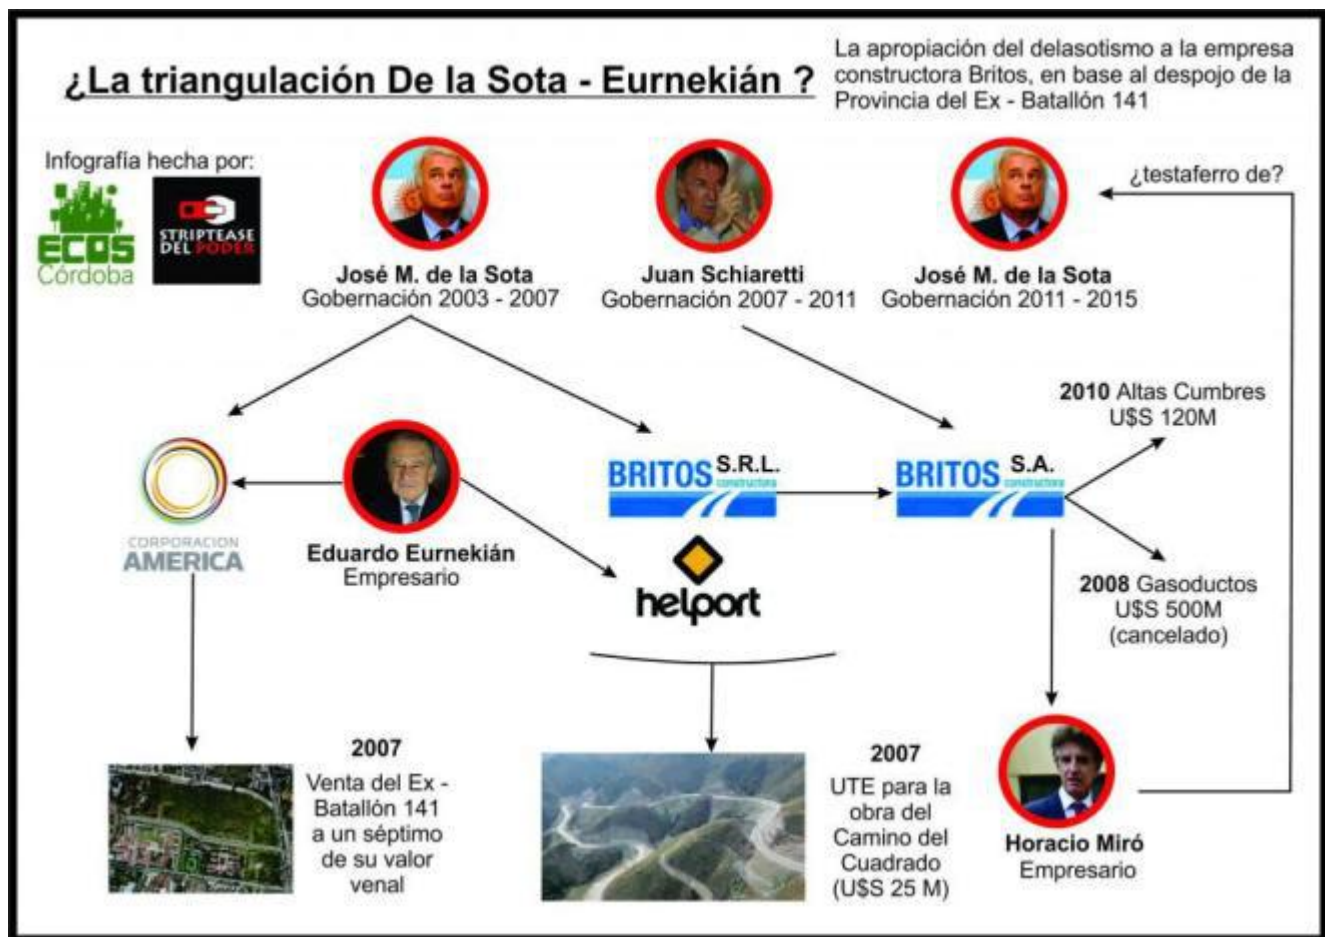 ¿La triangulación De la Sota - Eurnekián ?
La apropiación del delasotismo a la empresa
constructora Britos, en base al despojo de la
Provincia del Ex - Batallón 141
Infografía hecha por:
ECOS
Córdoba
STRIPTEASE
DEL PODER
José M. de la Sota
Gobernación 2003 - 2007
Juan Schiaretti
Gobernación 2007 - 2011
José M. de la Sota
Gobernación 2011 - 2015
¿testaferro de?
CORPORACION
AMERICA
Eduardo Eurnekián
Empresario
BRITOS S.R.L.
constructora
helport
BRITOS S.A.
constructora
2010 Altas Cumbres
U$S 120M
2008 Gasoductos
U$S 500M
(cancelado)
2007
Venta del Ex -
Batallón 141
a un séptimo
de su valor
venal
2007
UTE para la
obra del
Camino del
Cuadrado
(U$S 25 M)
Horacio Miró
Empresario